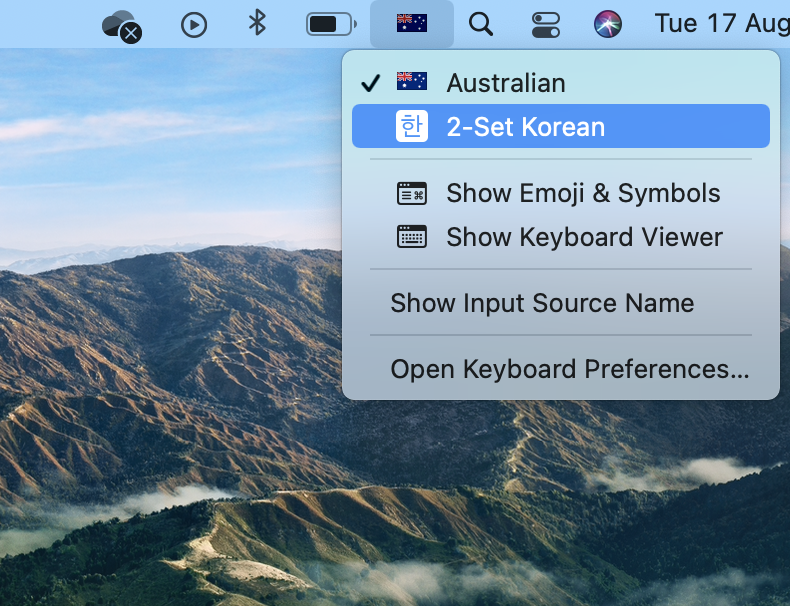 Tue 17 Aug
Australian
한 2-Set Korean
Show Emoji & Symbols
Show Keyboard Viewer
Show Input Source Name
Open Keyboard Preferences...